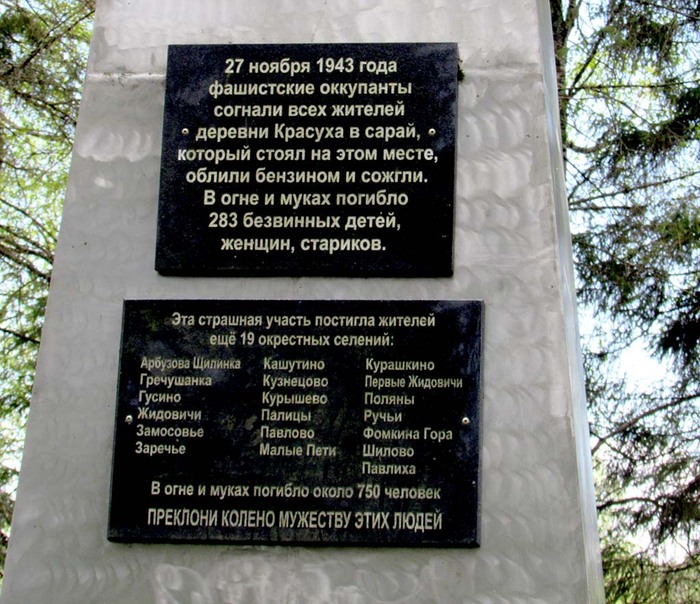 27 ноября 1943 года
фашистские оккупанты
согнали всех жителей
деревни Красуха в сарай,
который стоял на этом месте,
облили бензином и сожгли.
В огне и муках погибло
283 безвинных детей,
женщин, стариков.
Эта страшная участь постигла жителей
ещё 19 окрестных селений:
Арбузова Щилинка
Гречушанка
Гусино
Жидовичи
Замосовье
Заречье
Кашутино
Кузнецово
Курышево
Палицы
Павлово
Малые Пети
Курашкино
Первые Жидовичи
Поляны
Ручьи
Фомкина Гора
Шилово
Павлиха
В огне и муках погибло около 750 человек
ПРЕКЛОНИ КОЛЕНО МУЖЕСТВУ ЭТИХ ЛЮДЕЙ